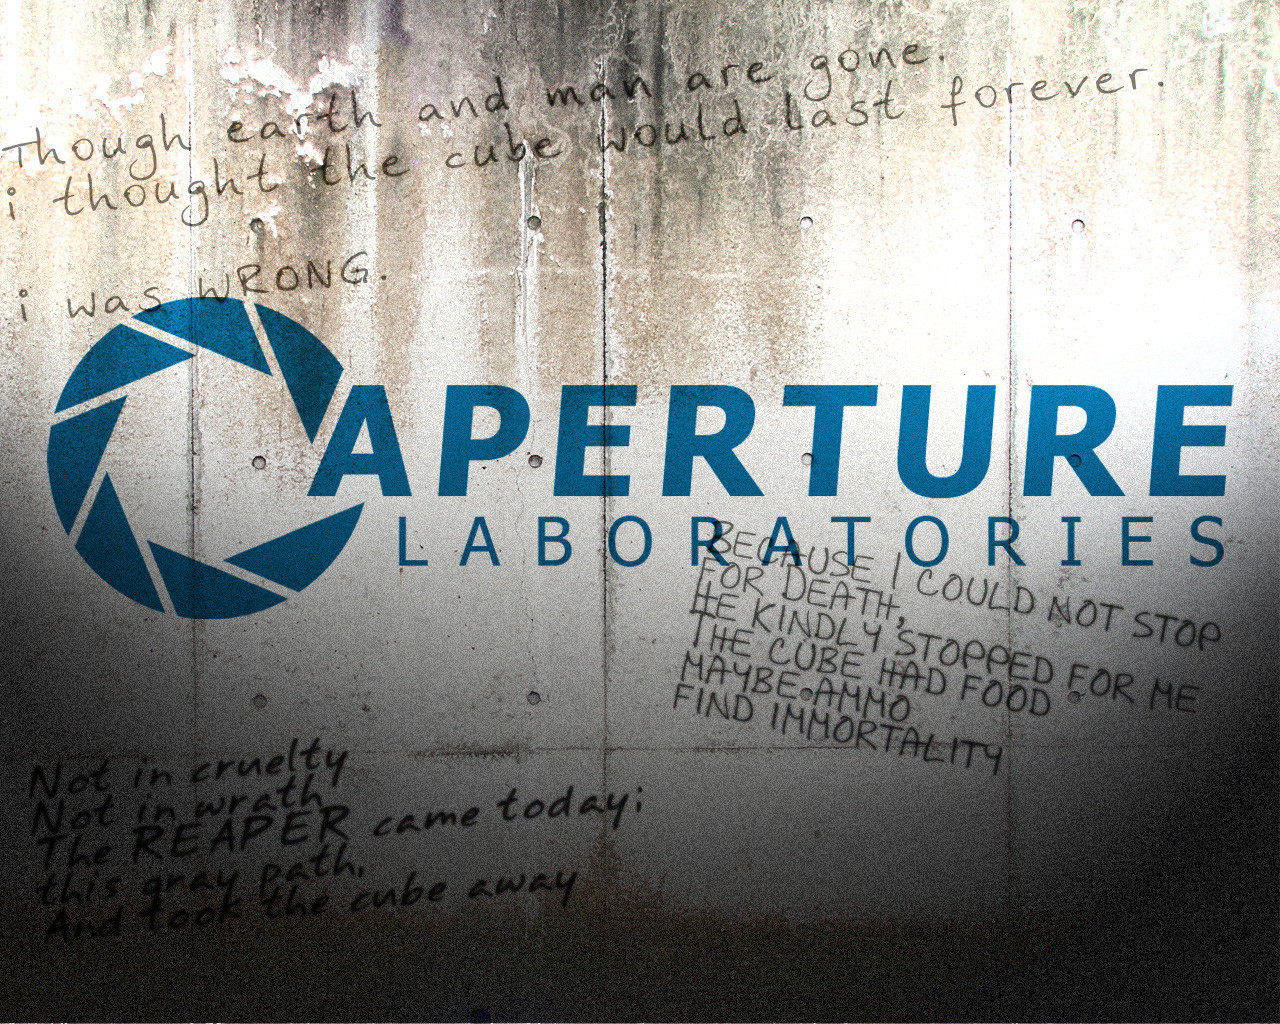 Though earth and man are gone.
i thought the cube would last forever.
i was WRONG.
APERTURE
LABORATORIES
BECAUSE I COULD NOT STOP
FOR DEATH,
HE KINDLY STOPPED FOR ME
THE CUBE HAD FOOD
MAYBE AMMO
FIND IMMORTALITY
Not in cruelty
Not in wrath
The REAPER came today;
this gray path,
And took the cube away